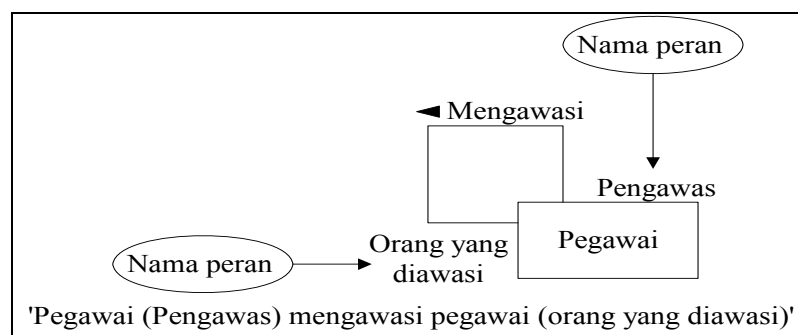 Nama peran
◄ Mengawasi
Pengawas
Orang yang
diawasi
Pegawai
Nama peran
'Pegawai (Pengawas) mengawasi pegawai (orang yang diawasi)'